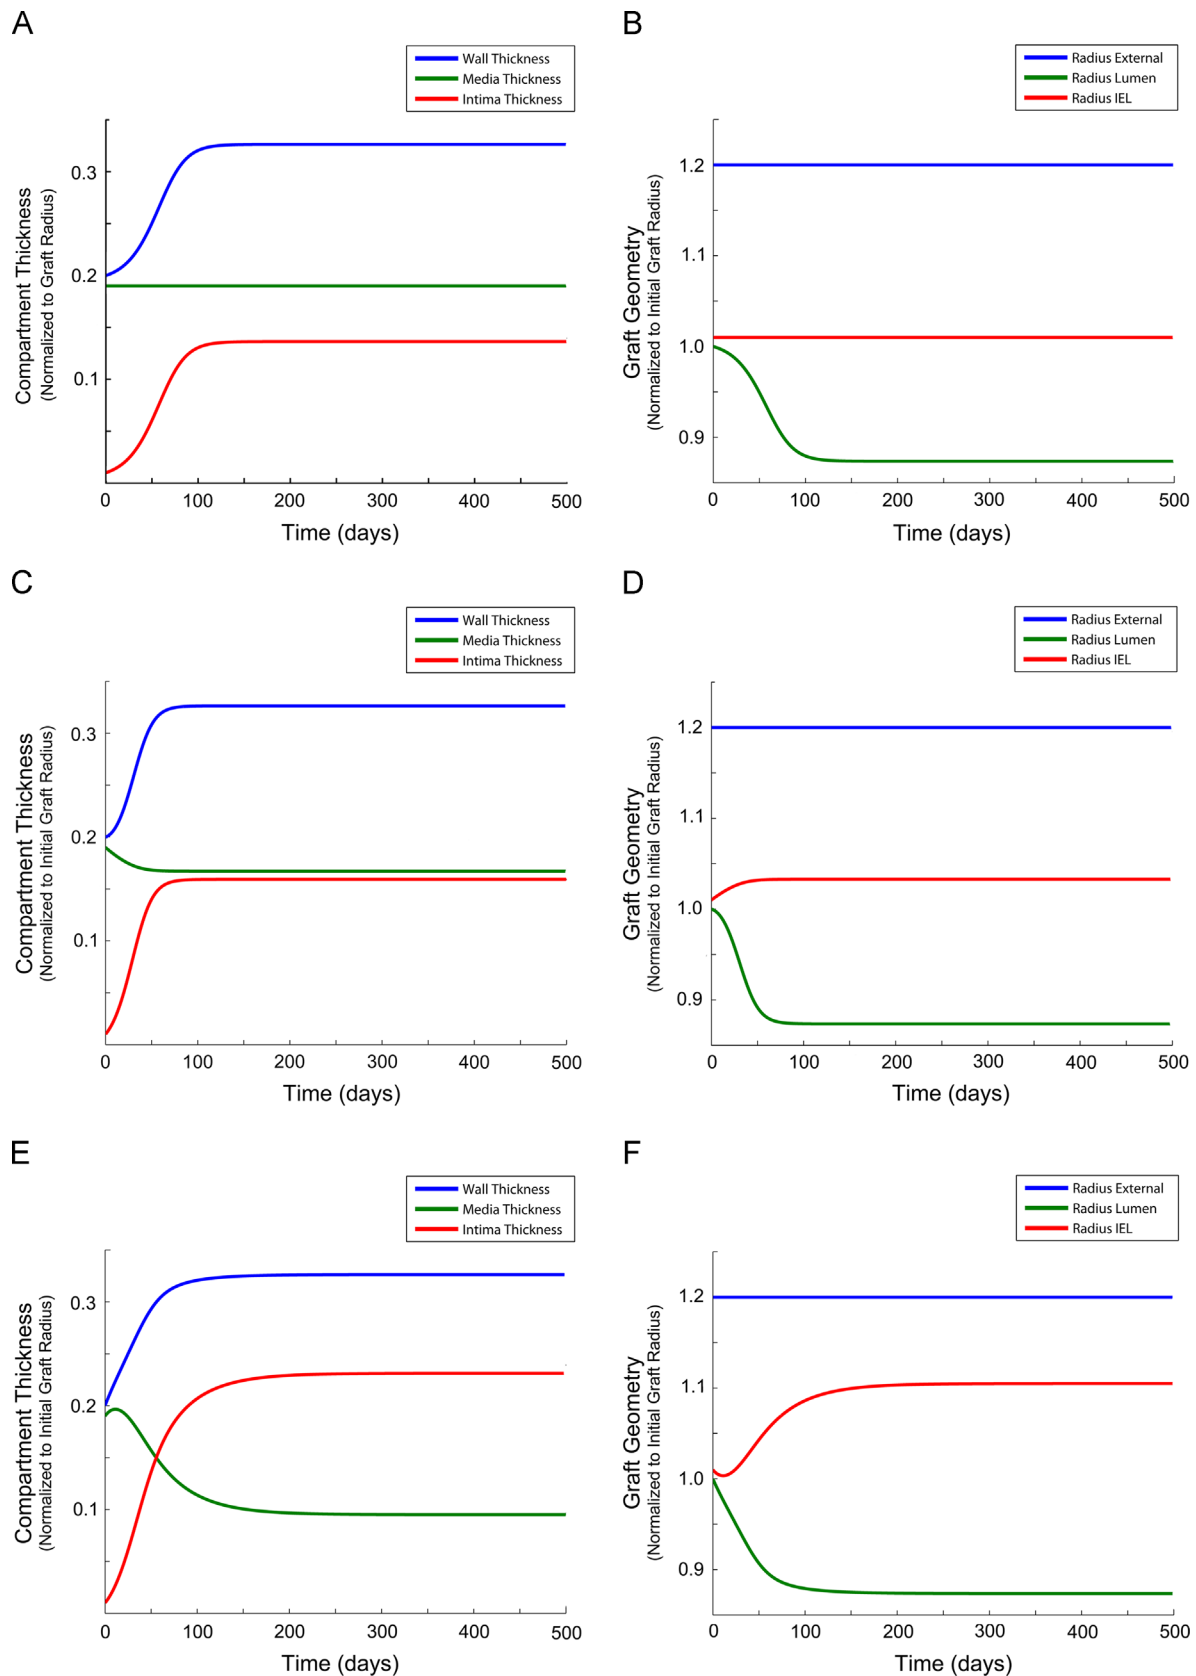 A
Wall Thickness
Media Thickness
Intima Thickness
Compartment Thickness
(Normalized to Graft Radius)
0.3
0.2
0.1
0 100 200 300 400 500
Time (days)
B
Radius External
Radius Lumen
Radius IEL
Graft Geometry
(Normalized to Initial Graft Radius)
1.2
1.1
1.0
0.9
0 100 200 300 400 500
Time (days)
C
Wall Thickness
Media Thickness
Intima Thickness
Compartment Thickness
(Normalized to Initial Graft Radius)
0.3
0.2
0.1
0 100 200 300 400 500
Time (days)
D
Radius External
Radius Lumen
Radius IEL
Graft Geometry
(Normalized to Initial Graft Radius)
1.2
1.1
1.0
0.9
0 100 200 300 400 500
Time (days)
E
Wall Thickness
Media Thickness
Intima Thickness
Compartment Thickness
(Normalized to Initial Graft Radius)
0.3
0.2
0.1
0 100 200 300 400 500
Time (days)
F
Radius External
Radius Lumen
Radius IEL
Graft Geometry
(Normalized to Initial Graft Radius)
1.2
1.1
1.0
0.9
0 100 200 300 400 500
Time (days)